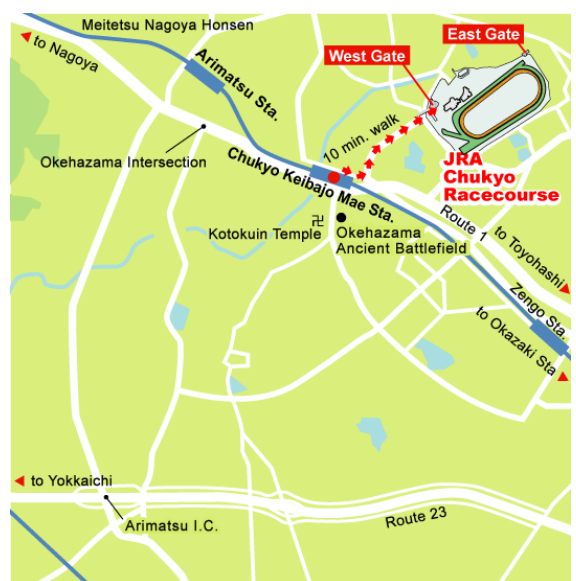 Meitetsu Nagoya Honsen
to Nagoya
Arimatsu Sta.
East Gate
West Gate
10 min. walk
Okehazama Intersection
JRA
Chukyo
Racecourse
Chukyo Keibajo Mae Sta.
Route 1
to Toyohashi
Kotokuin Temple
卍
Okehazama
Ancient Battlefield
Zengo Sta.
to Okazaki Sta
to Yokkaichi
Arimatsu I.C.
Route 23